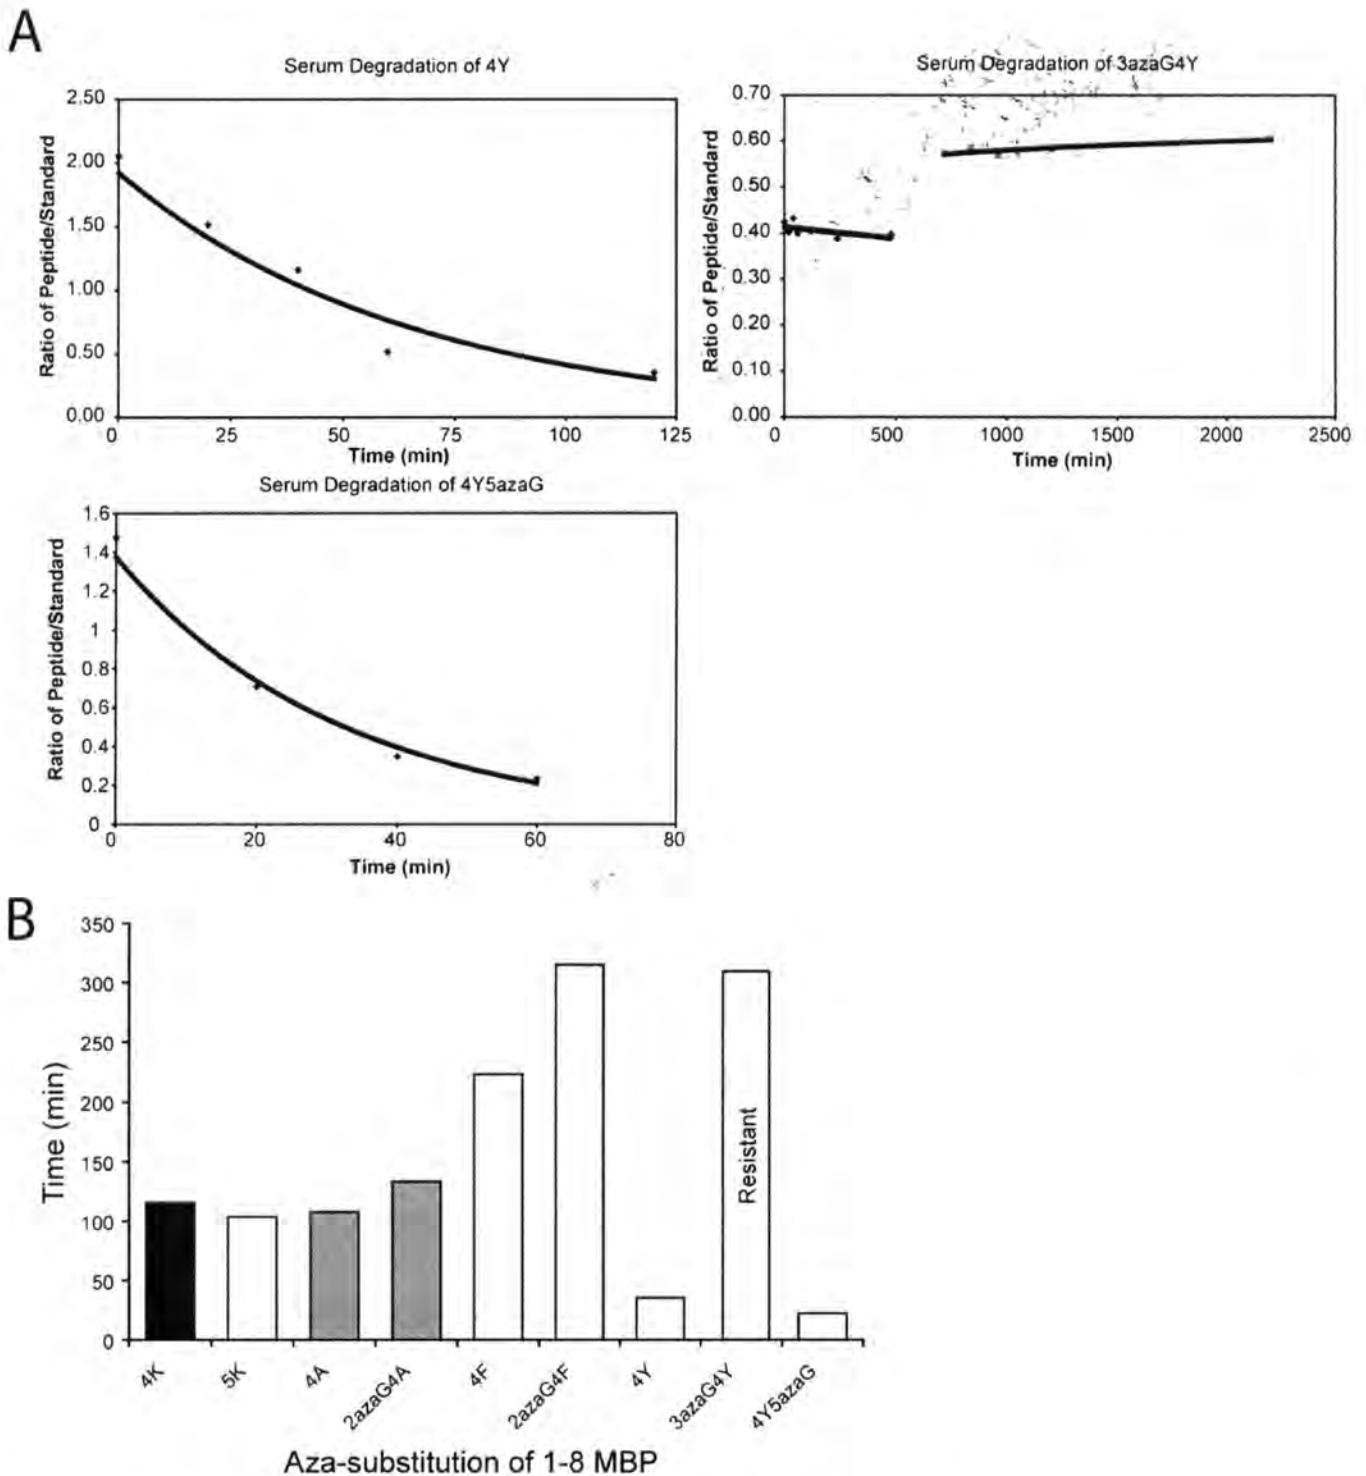 A
Serum Degradation of 4Y
Ratio of Peptide/Standard
2.50
2.00
1.50
1.00
0.50
0.00
0 25 50 75 100 125
Time (min)
Serum Degradation of 3azaG4Y
Ratio of Peptide/Standard
0.70
0.60
0.50
0.40
0.30
0.20
0.10
0.00
0 500 1000 1500 2000 2500
Time (min)
Serum Degradation of 4Y5azaG
Ratio of Peptide/Standard
1.6
1.4
1.2
1
0.8
0.6
0.4
0.2
0
0 20 40 60 80
Time (min)
B
Time (min)
350
300
250
200
150
100
50
0
Resistant
4K 5K 4A 2azaG4A 4F 2azaG4F 4Y 3azaG4Y 4Y5azaG
Aza-substitution of 1-8 MBP